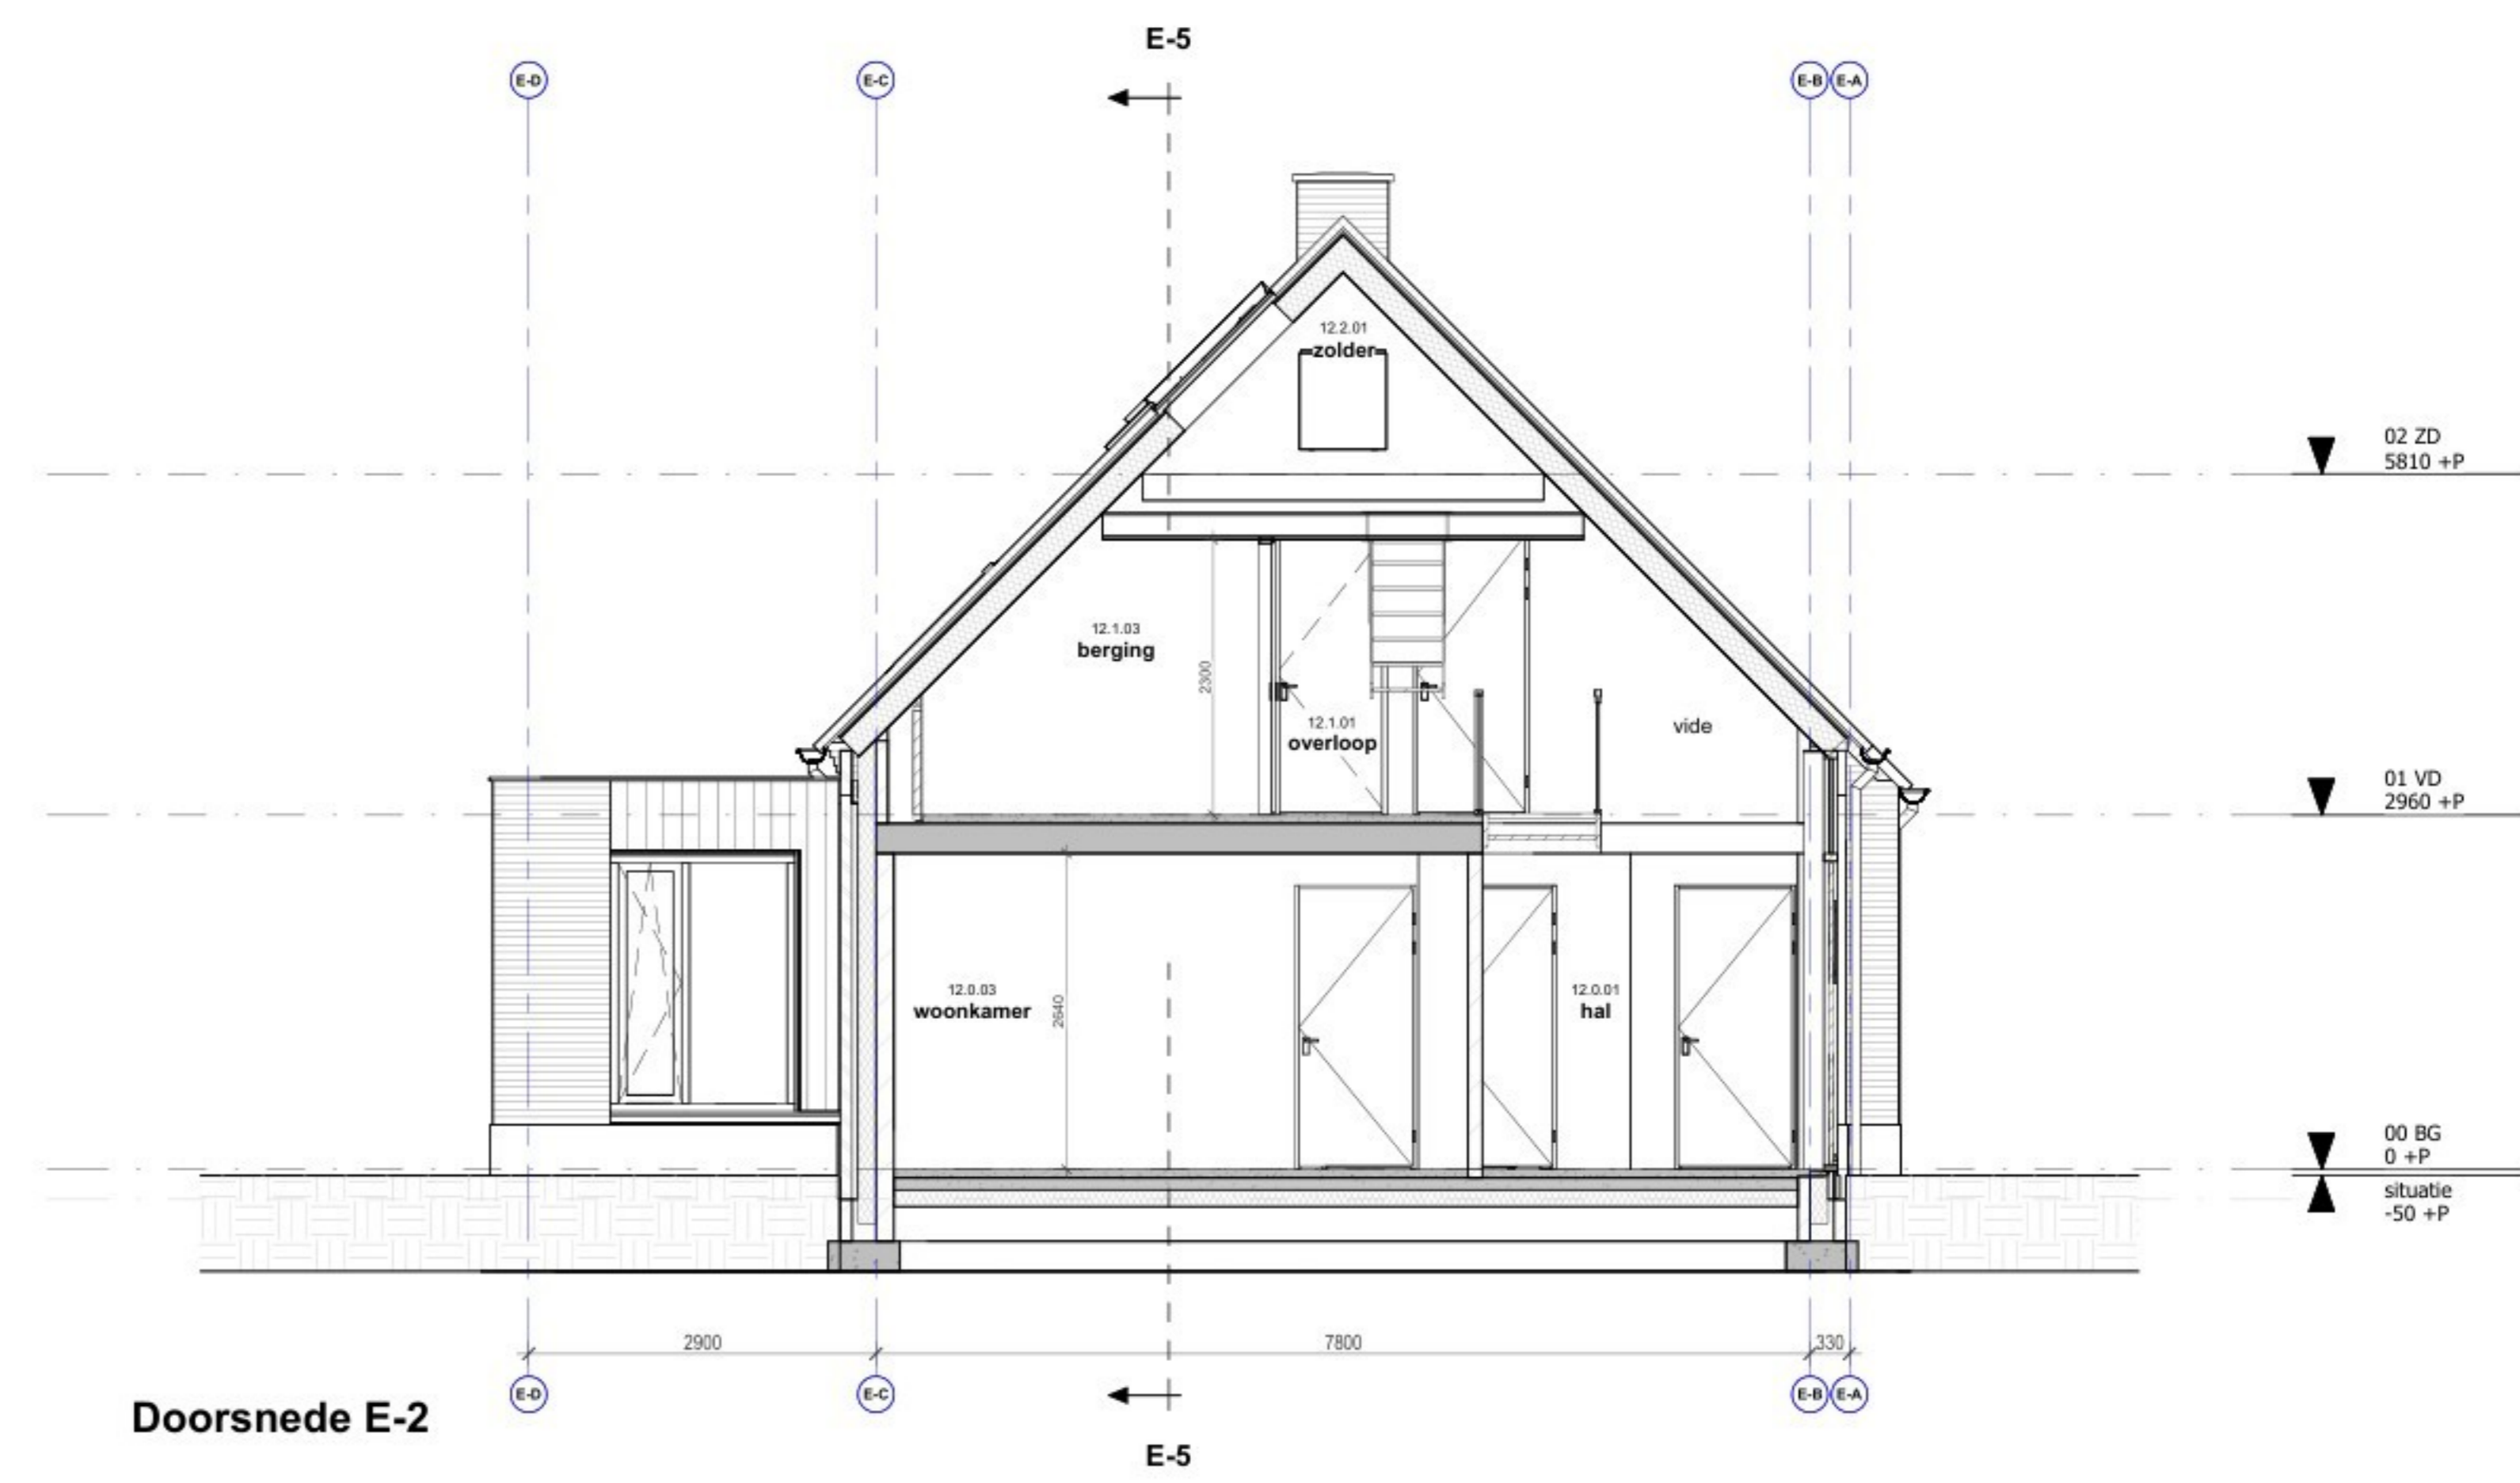 E-5
E-D
E-C
E-B
E-A
12.2.01
zolder
02 ZD
5810 +P
12.1.03
berging
2300
12.1.01
overloop
vide
01 VD
2960 +P
12.0.03
woonkamer
2640
12.0.01
hal
00 BG
0 +P
situatie
-50 +P
2900
7800
330
E-D
E-C
E-B
E-A
Doorsnede E-2
E-5